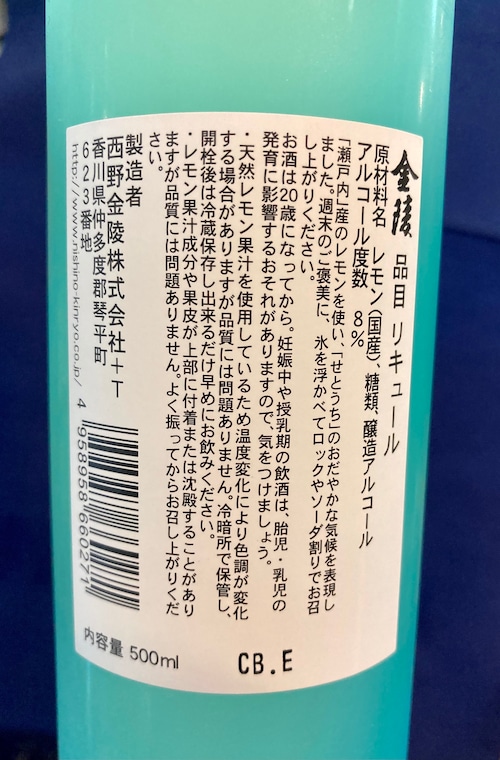 金陵 品目 リキュール
原材料名 レモン(国産)、糖類、醸造アルコール
アルコール度数 8%
「瀬戸内」産のレモンを使い、「せとうち」のおだやかな気候を表現し
ました。週末のご褒美に、氷を浮かべてロックやソーダ割りでお召
し上がりください。
お酒は20歳になってから。妊娠中や授乳期の飲酒は、胎児・乳児の
発育に影響するおそれがありますので、気をつけましょう。
・天然レモン果汁を使用しているため温度変化により色調が変化
する場合がありますが品質には問題ありません。冷暗所で保管し、
開栓後は冷蔵保存し出来るだけ早めにお飲みください。
・レモン果汁成分や果皮が上部に付着または沈殿することがあり
ますが品質には問題ありません。よく振ってからお召し上がりくだ
さい。
製造者
西野金陵株式会社+T
香川県仲多度郡琴平町
623番地
http://www.nishino-kinryo.co.jp/
4 958958 660271
内容量 500ml
CB.E